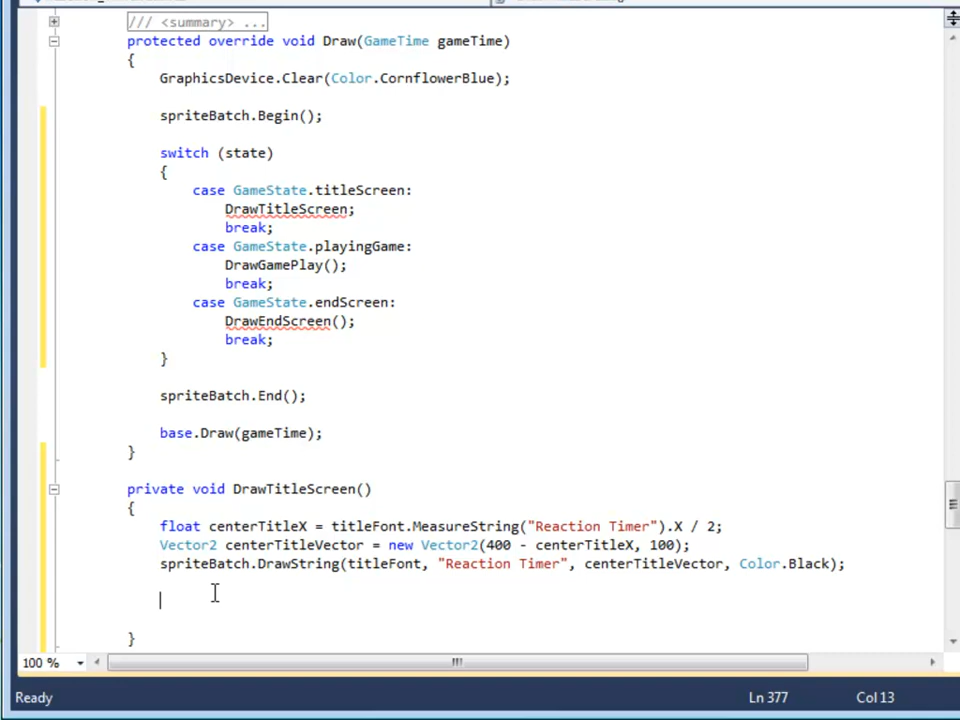 /// <summary> ...
protected override void Draw(GameTime gameTime)
{
GraphicsDevice.Clear(Color.CornflowerBlue);
spriteBatch.Begin();
switch (state)
{
case GameState.titleScreen:
DrawTitleScreen;
break;
case GameState.playingGame:
DrawGamePlay();
break;
case GameState.endScreen:
DrawEndScreen();
break;
}
spriteBatch.End();
base.Draw(gameTime);
}
private void DrawTitleScreen()
{
float centerTitleX = titleFont.MeasureString("Reaction Timer").X / 2;
Vector2 centerTitleVector = new Vector2(400 - centerTitleX, 100);
spriteBatch.DrawString(titleFont, "Reaction Timer", centerTitleVector, Color.Black);
}
100 %
Ready Ln 377 Col 13